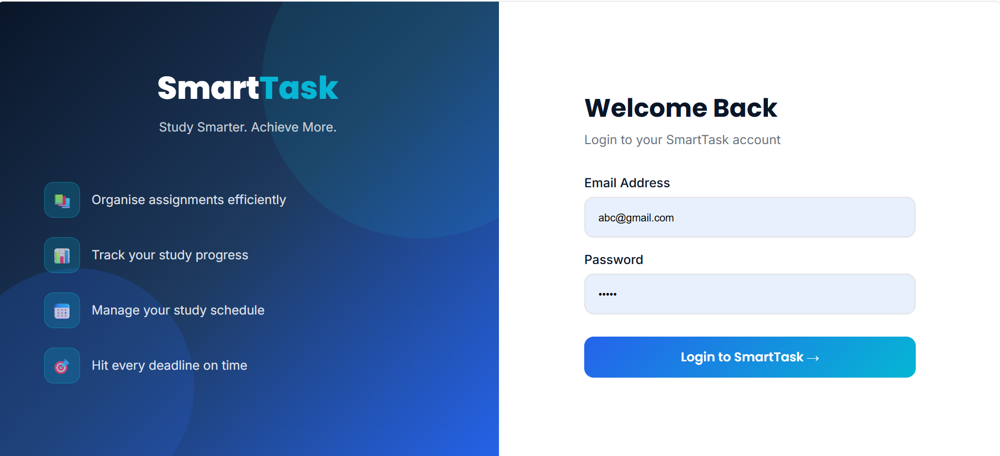 SmartTask
Study Smarter. Achieve More.
Organise assignments efficiently
Track your study progress
Manage your study schedule
Hit every deadline on time
Welcome Back
Login to your SmartTask account
Email Address
abc@gmail.com
Password
•••••
Login to SmartTask →